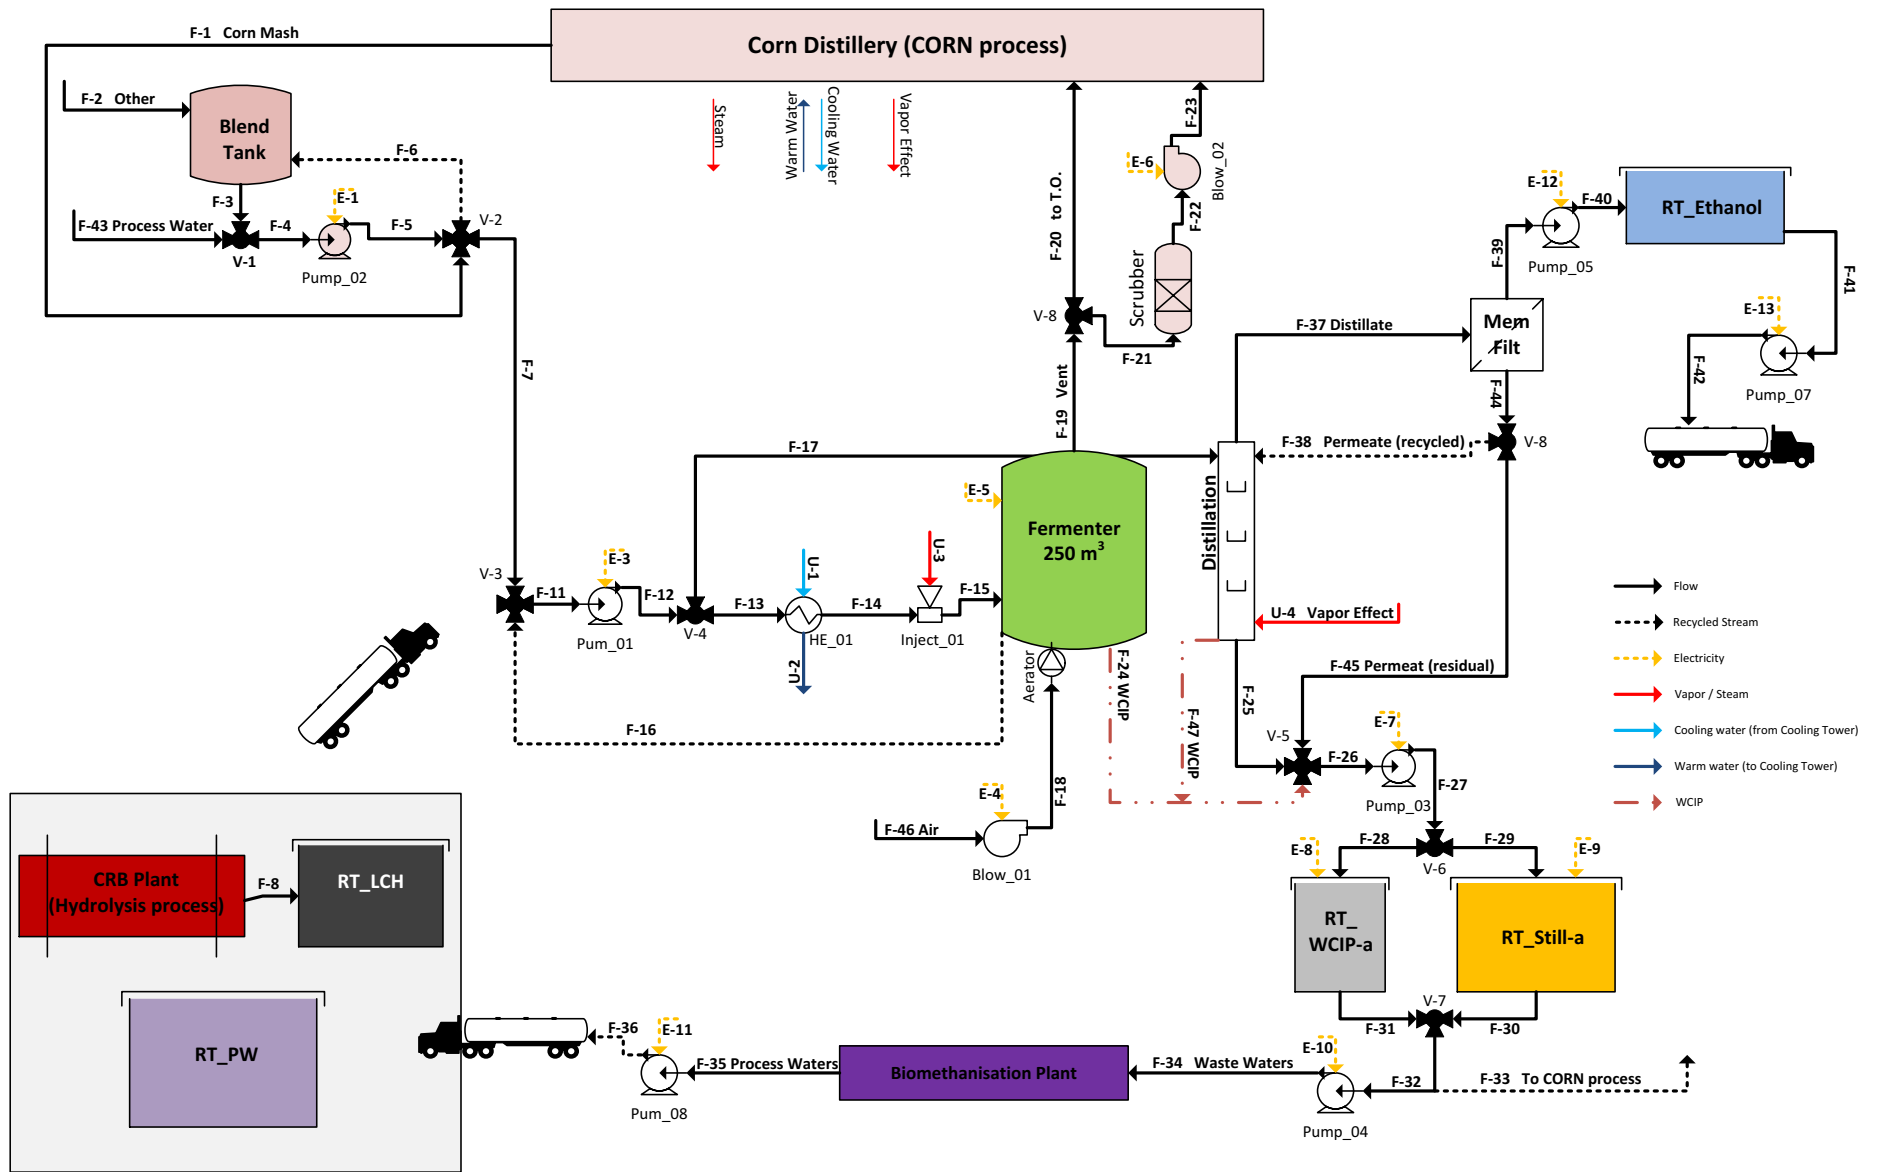 F-1 Corn Mash
Corn Distillery (CORN process)
F-2 Other
Blend
Tank
F-6
F-3
E-1
F-43 Process Water
F-4
F-5
V-2
V-1
Pump_02
Steam
Warm Water
Cooling Water
Vapor Effect
F-20 to T.O.
E-6
F-23
Blow_02
F-22
Scrubber
V-8
F-21
F-19 Vent
F-7
E-12
F-40
RT_Ethanol
F-39
Pump_05
F-41
E-13
F-37 Distillate
Mem
Filt
F-42
Pump_07
F-44
F-17
F-38 Permeate (recycled)
V-8
E-5
Fermenter
250 m3
Distillation
V-3
F-11
E-3
Pum_01
F-12
V-4
F-13
U-1
HE_01
U-2
F-14
U-3
Inject_01
F-15
U-4 Vapor Effect
Flow
Recycled Stream
Electricity
Vapor / Steam
Cooling water (from Cooling Tower)
Warm water (to Cooling Tower)
WCIP
Aerator
F-24 WCIP
F-47 WCIP
F-25
F-45 Permeat (residual)
F-16
F-18
V-5
F-26
E-7
Pump_03
F-27
E-4
F-46 Air
Blow_01
E-8
F-28
F-29
V-6
E-9
CRB Plant
(Hydrolysis process)
F-8
RT_LCH
RT_
WCIP-a
RT_Still-a
V-7
F-31
F-30
RT_PW
F-36
E-11
Pum_08
F-35 Process Waters
Biomethanisation Plant
F-34 Waste Waters
E-10
Pump_04
F-32
F-33 To CORN process